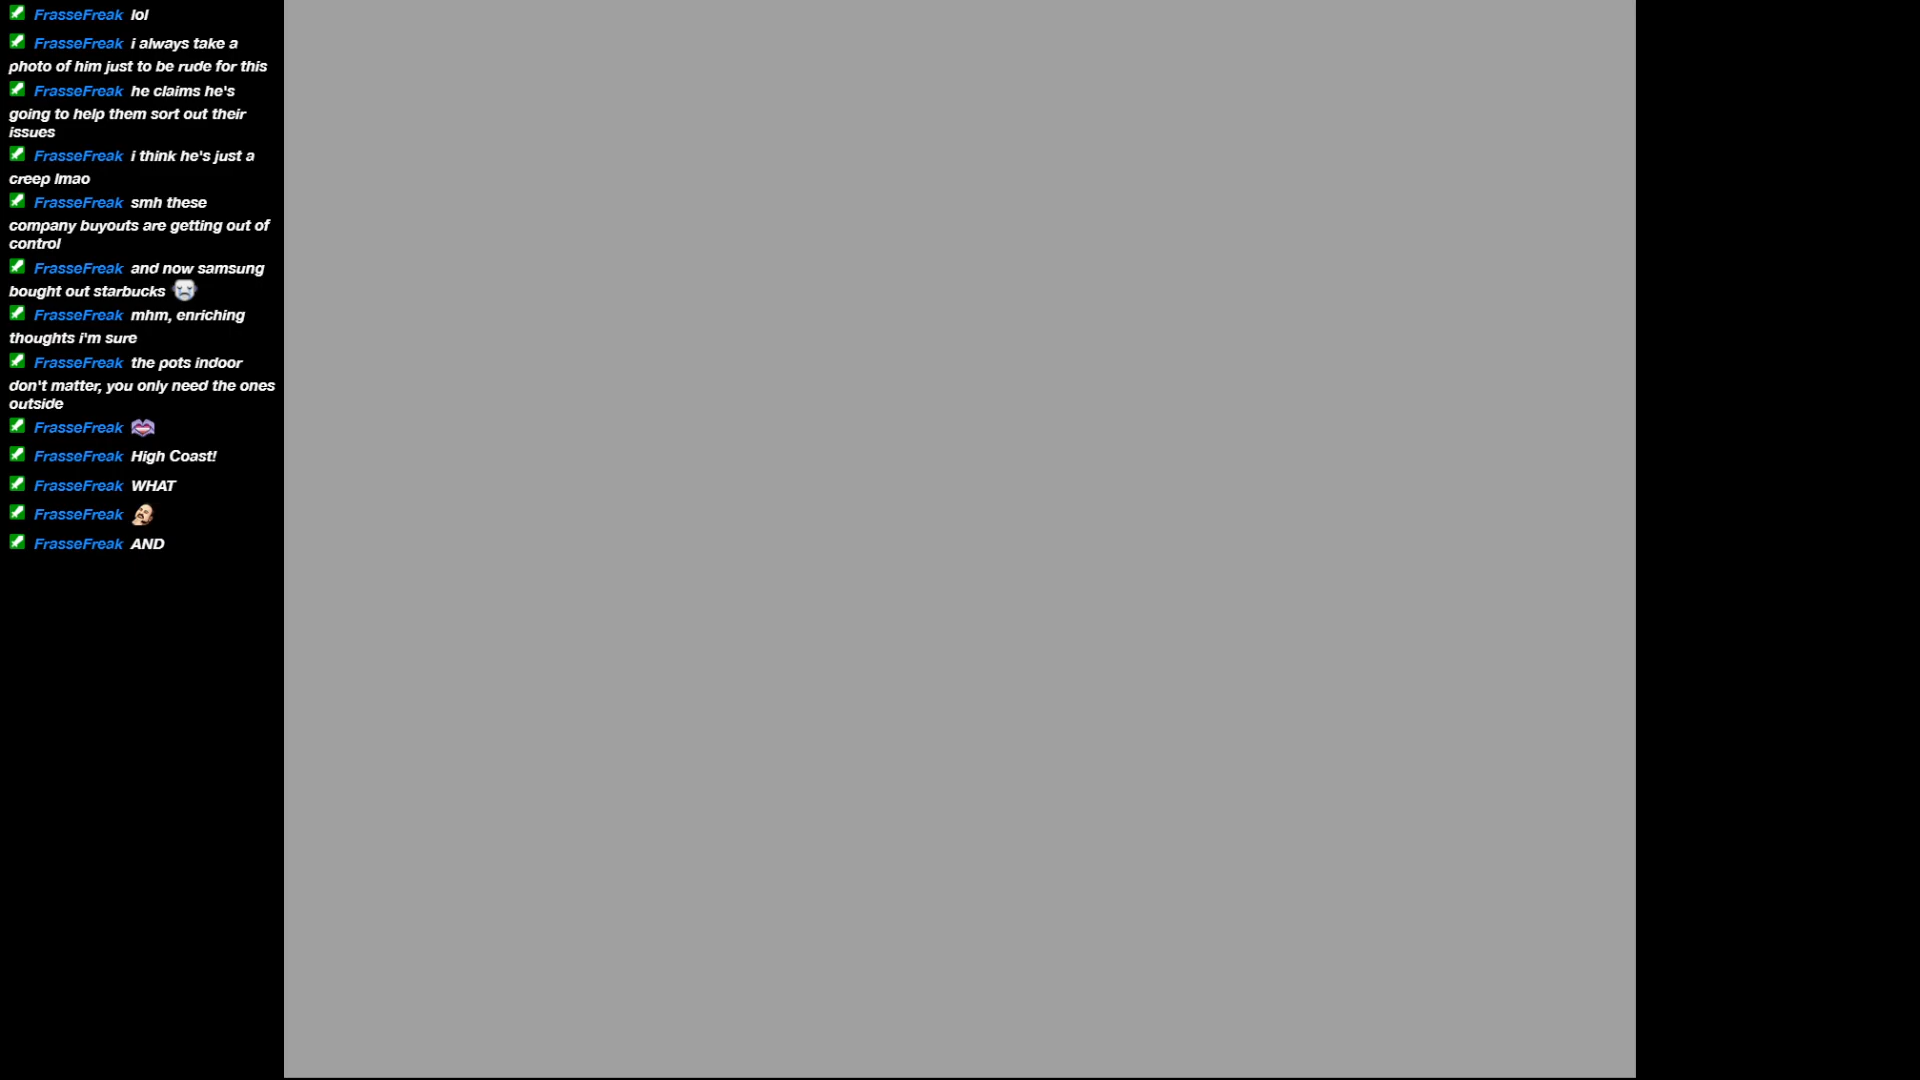 FrasseFreak lol
FrasseFreak i always take a
photo of him just to be rude for this
FrasseFreak he claims he's
going to help them sort out their
issues
FrasseFreak i think he's just a
creep lmao
FrasseFreak smh these
company buyouts are getting out of
control
FrasseFreak and now samsung
bought out starbucks
FrasseFreak mhm, enriching
thoughts i'm sure
FrasseFreak the pots indoor
don't matter, you only need the ones
outside
FrasseFreak
FrasseFreak High Coast!
FrasseFreak WHAT
FrasseFreak
FrasseFreak AND